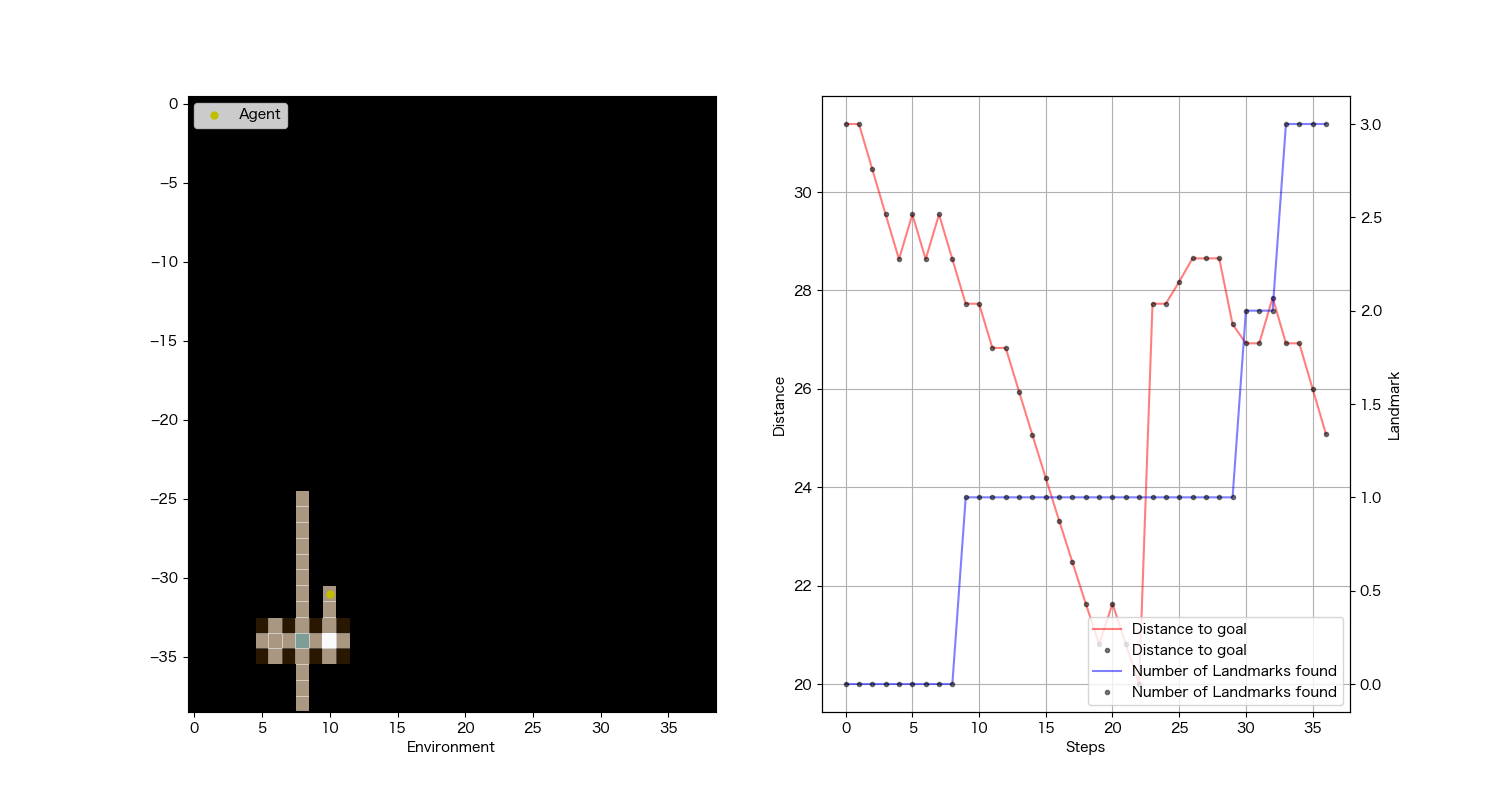 Agent
0
−5
−10
−15
−20
−25
−30
−35
0 5 10 15 20 25 30 35
Environment
Distance
30
28
26
24
22
20
0 5 10 15 20 25 30 35
Steps
3.0
2.5
2.0
1.5
1.0
0.5
0.0
Landmark
Distance to goal
Distance to goal
Number of Landmarks found
Number of Landmarks found